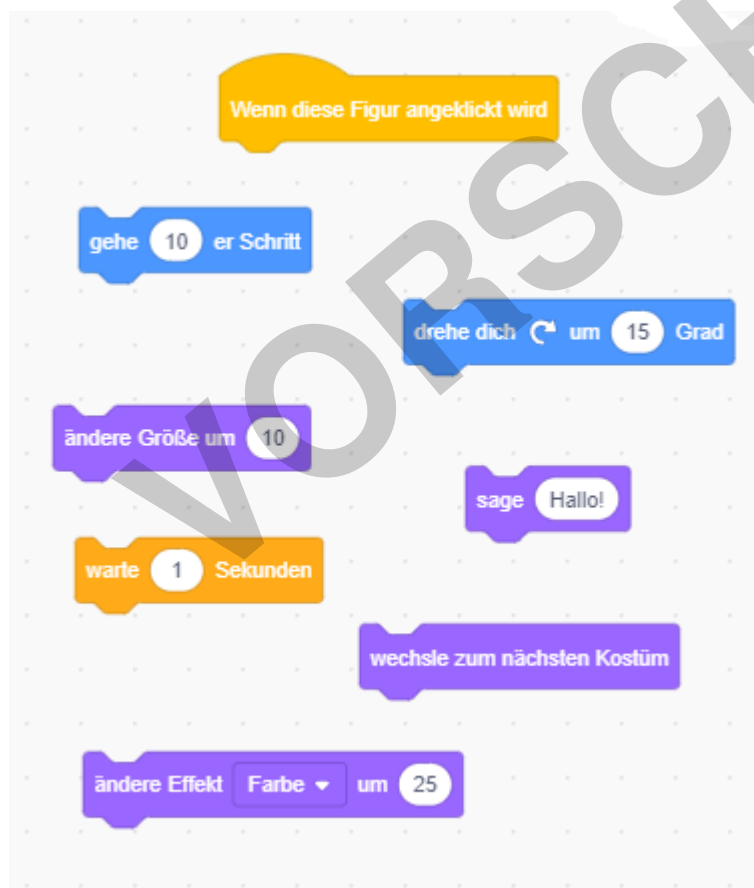 Wenn diese Figur angeklickt wird
gehe 10 er Schritt
drehe dich um 15 Grad
ändere Größe um 10
sage Hallo!
warte 1 Sekunden
wechsle zum nächsten Kostüm
ändere Effekt Farbe um 25
VORSCH